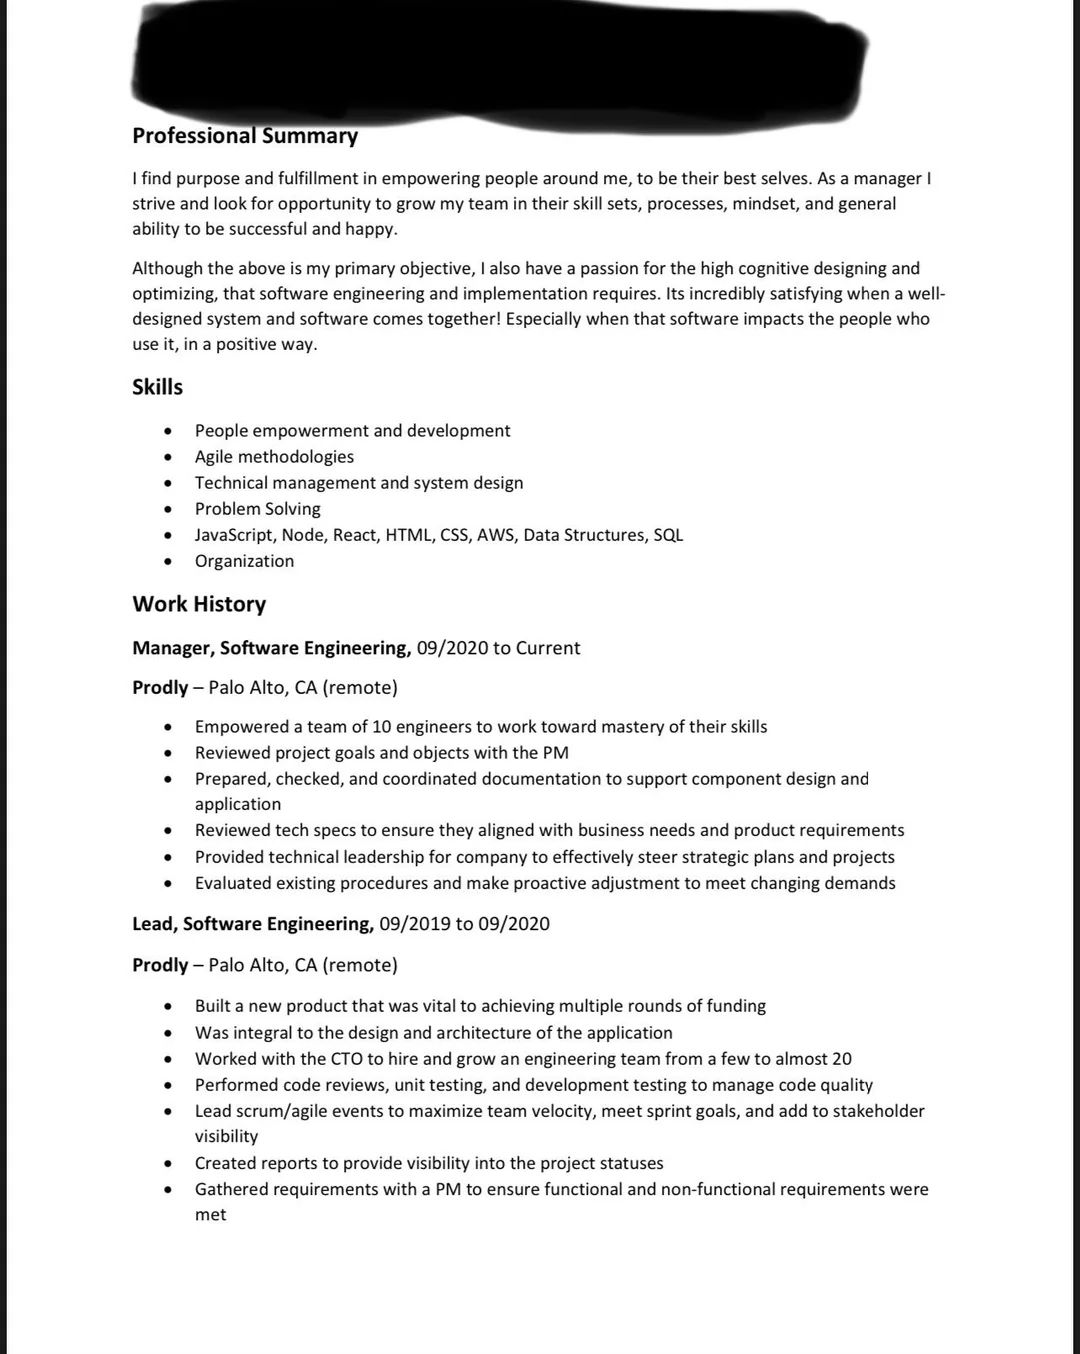 Professional Summary
I find purpose and fulfillment in empowering people around me, to be their best selves. As a manager I
strive and look for opportunity to grow my team in their skill sets, processes, mindset, and general
ability to be successful and happy.
Although the above is my primary objective, I also have a passion for the high cognitive designing and
optimizing, that software engineering and implementation requires. Its incredibly satisfying when a well-
designed system and software comes together! Especially when that software impacts the people who
use it, in a positive way.
Skills
• People empowerment and development
• Agile methodologies
• Technical management and system design
• Problem Solving
• JavaScript, Node, React, HTML, CSS, AWS, Data Structures, SQL
• Organization
Work History
Manager, Software Engineering, 09/2020 to Current
Prodly – Palo Alto, CA (remote)
• Empowered a team of 10 engineers to work toward mastery of their skills
• Reviewed project goals and objects with the PM
• Prepared, checked, and coordinated documentation to support component design and
application
• Reviewed tech specs to ensure they aligned with business needs and product requirements
• Provided technical leadership for company to effectively steer strategic plans and projects
• Evaluated existing procedures and make proactive adjustment to meet changing demands
Lead, Software Engineering, 09/2019 to 09/2020
Prodly – Palo Alto, CA (remote)
• Built a new product that was vital to achieving multiple rounds of funding
• Was integral to the design and architecture of the application
• Worked with the CTO to hire and grow an engineering team from a few to almost 20
• Performed code reviews, unit testing, and development testing to manage code quality
• Lead scrum/agile events to maximize team velocity, meet sprint goals, and add to stakeholder
visibility
• Created reports to provide visibility into the project statuses
• Gathered requirements with a PM to ensure functional and non-functional requirements were
met